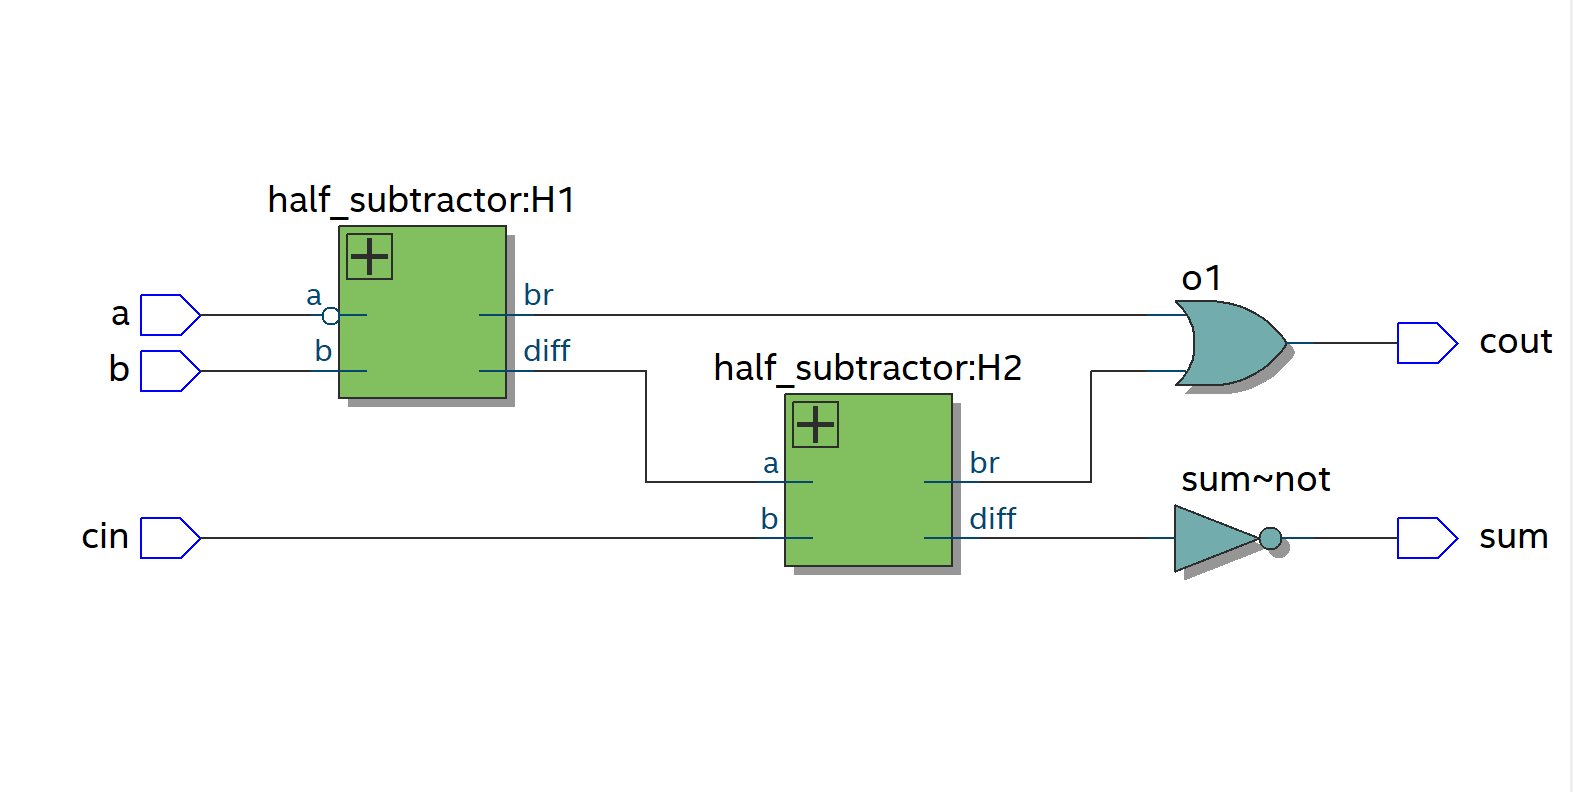 half_subtractor:H1
a
a
br
b
b
diff
o1
cout
half_subtractor:H2
a
br
cin
b
diff
sum~not
sum